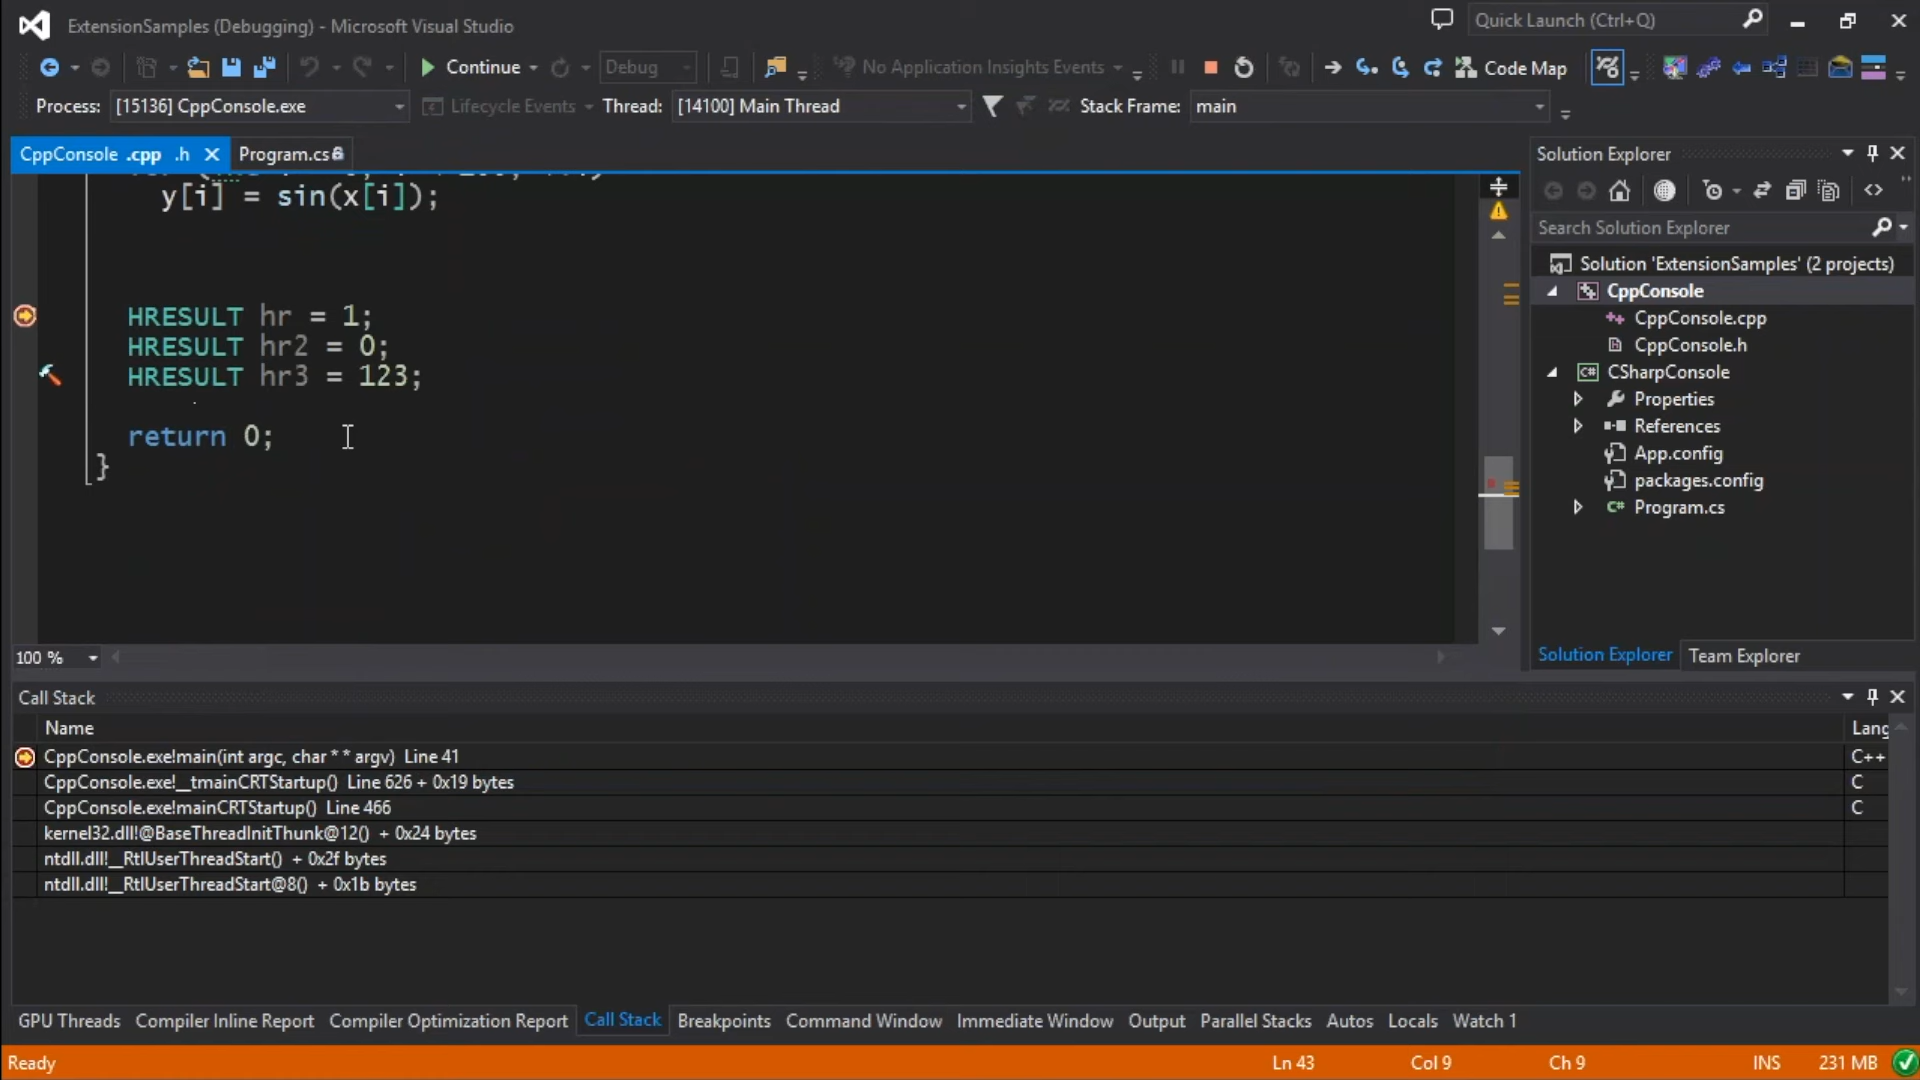 ExtensionSamples (Debugging) - Microsoft Visual Studio
Quick Launch (Ctrl+Q)
Continue
Debug
No Application Insights Events
Code Map
Process: [15136] CppConsole.exe
Lifecycle Events
Thread: [14100] Main Thread
Stack Frame: main
CppConsole .cpp .h
Program.cs
y[i] = sin(x[i]);
HRESULT hr = 1;
HRESULT hr2 = 0;
HRESULT hr3 = 123;
return 0;
}
100 %
Solution Explorer
Search Solution Explorer
Solution 'ExtensionSamples' (2 projects)
CppConsole
CppConsole.cpp
CppConsole.h
C# CSharpConsole
Properties
References
App.config
packages.config
C# Program.cs
Solution Explorer
Team Explorer
Call Stack
Name
Lang
CppConsole.exe!main(int argc, char * * argv) Line 41
C++
CppConsole.exe!__tmainCRTStartup() Line 626 + 0x19 bytes
C
CppConsole.exe!mainCRTStartup() Line 466
C
kernel32.dll!@BaseThreadInitThunk@12() + 0x24 bytes
ntdll.dll!__RtlUserThreadStart() + 0x2f bytes
ntdll.dll!__RtlUserThreadStart@8() + 0x1b bytes
GPU Threads
Compiler Inline Report
Compiler Optimization Report
Call Stack
Breakpoints
Command Window
Immediate Window
Output
Parallel Stacks
Autos
Locals
Watch 1
Ready
Ln 43
Col 9
Ch 9
INS
231 MB